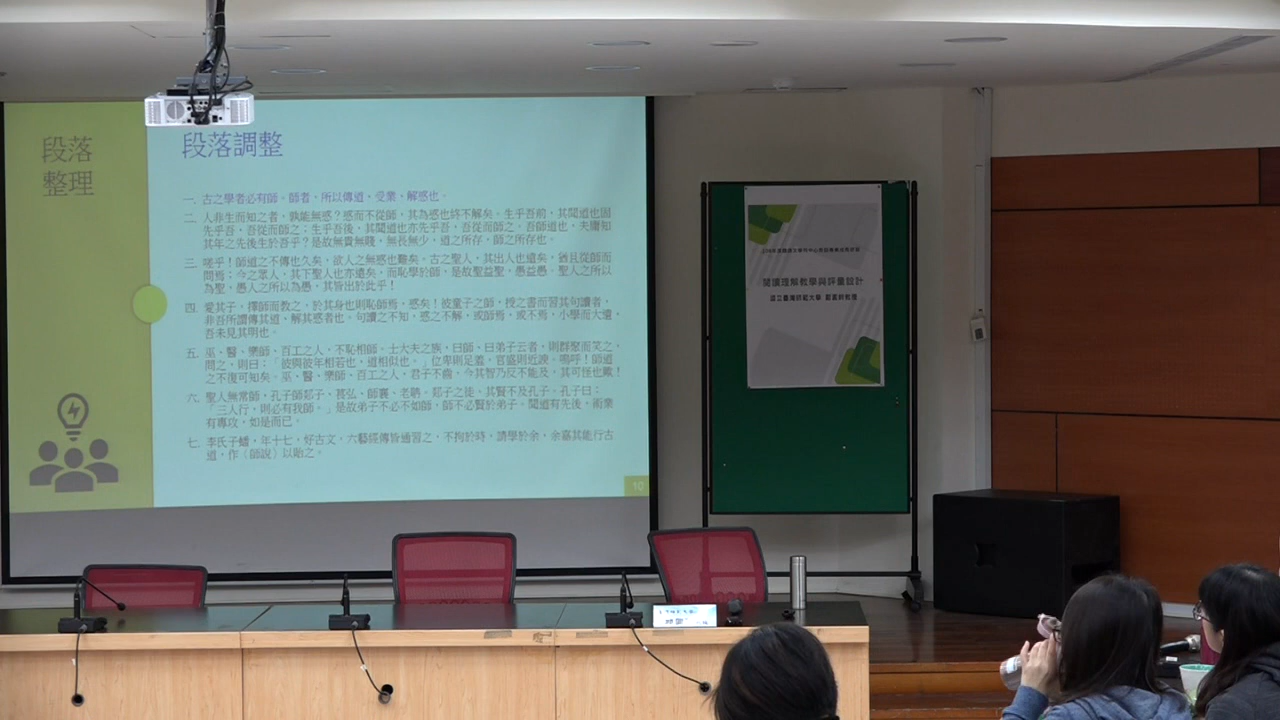 段落
整理
段落調整
一. 古之學者必有師。師者，所以傳道、受業、解惑也。
二. 人非生而知之者，孰能無惑？惑而不從師，其為惑也終不解矣。生乎吾前，其聞道也固
先乎吾，吾從而師之；生乎吾後，其聞道也亦先乎吾，吾從而師之。吾師道也，夫庸知
其年之先後生於吾乎？是故無貴無賤，無長無少，道之所存，師之所存也。
三. 嗟乎！師道之不傳也久矣，欲人之無惑也難矣。古之聖人，其出人也遠矣，猶且從師而
問焉；今之眾人，其下聖人也亦遠矣，而恥學於師。是故聖益聖，愚益愚。聖人之所以
為聖，愚人之所以為愚，其皆出於此乎！
四. 愛其子，擇師而教之，於其身也則恥師焉，惑矣！彼童子之師，授之書而習其句讀者，
非吾所謂傳其道、解其惑者也。句讀之不知，惑之不解，或師焉，或不焉，小學而大遺，
吾未見其明也。
五. 巫、醫、樂師、百工之人，不恥相師。士大夫之族，曰師、曰弟子云者，則群聚而笑之。
問之，則曰：「彼與彼年相若也，道相似也。」位卑則足羞，官盛則近諛。嗚呼！師道
之不復可知矣。巫、醫、樂師、百工之人，君子不齒，今其智乃反不能及，其可怪也歟！
六. 聖人無常師，孔子師郯子、萇弘、師襄、老聃。郯子之徒，其賢不及孔子。孔子曰：
「三人行，則必有我師。」是故弟子不必不如師，師不必賢於弟子。聞道有先後，術業
有專攻，如是而已。
七. 李氏子蟠，年十七，好古文，六藝經傳皆通習之，不拘於時，請學於余，余嘉其能行古
道，作〈師說〉以貽之。
10
閱讀理解教學與評量設計